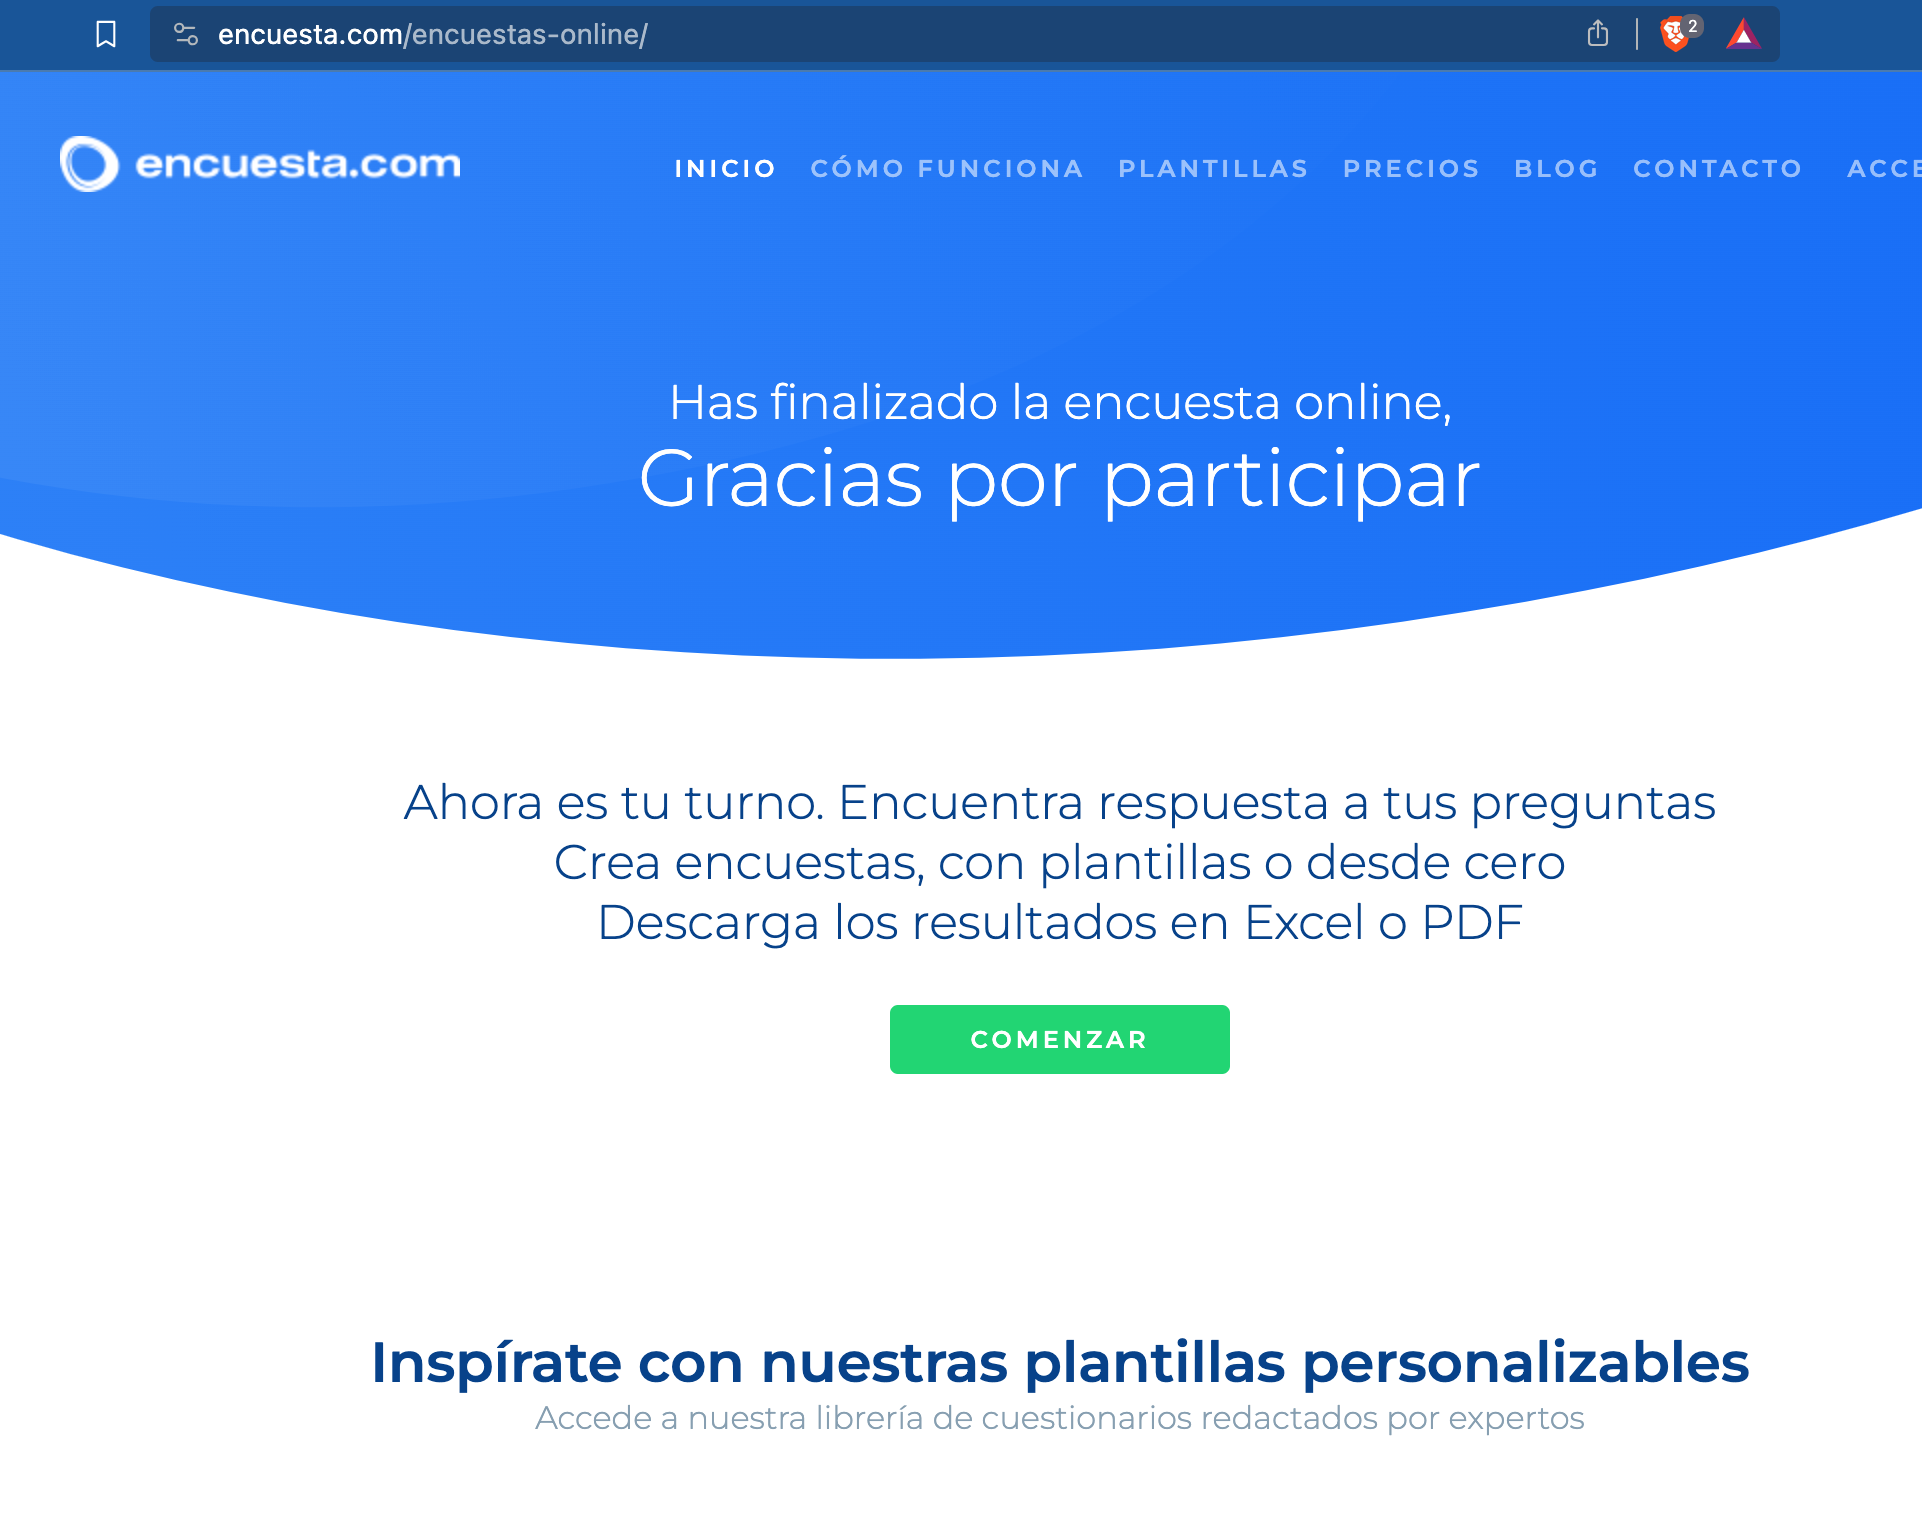 encuesta.com/encuestas-online/
2
encuesta.com
INICIO CÓMO FUNCIONA PLANTILLAS PRECIOS BLOG CONTACTO ACCE
Has finalizado la encuesta online,
Gracias por participar
Ahora es tu turno. Encuentra respuesta a tus preguntas
Crea encuestas, con plantillas o desde cero
Descarga los resultados en Excel o PDF
COMENZAR
Inspírate con nuestras plantillas personalizables
Accede a nuestra librería de cuestionarios redactados por expertos